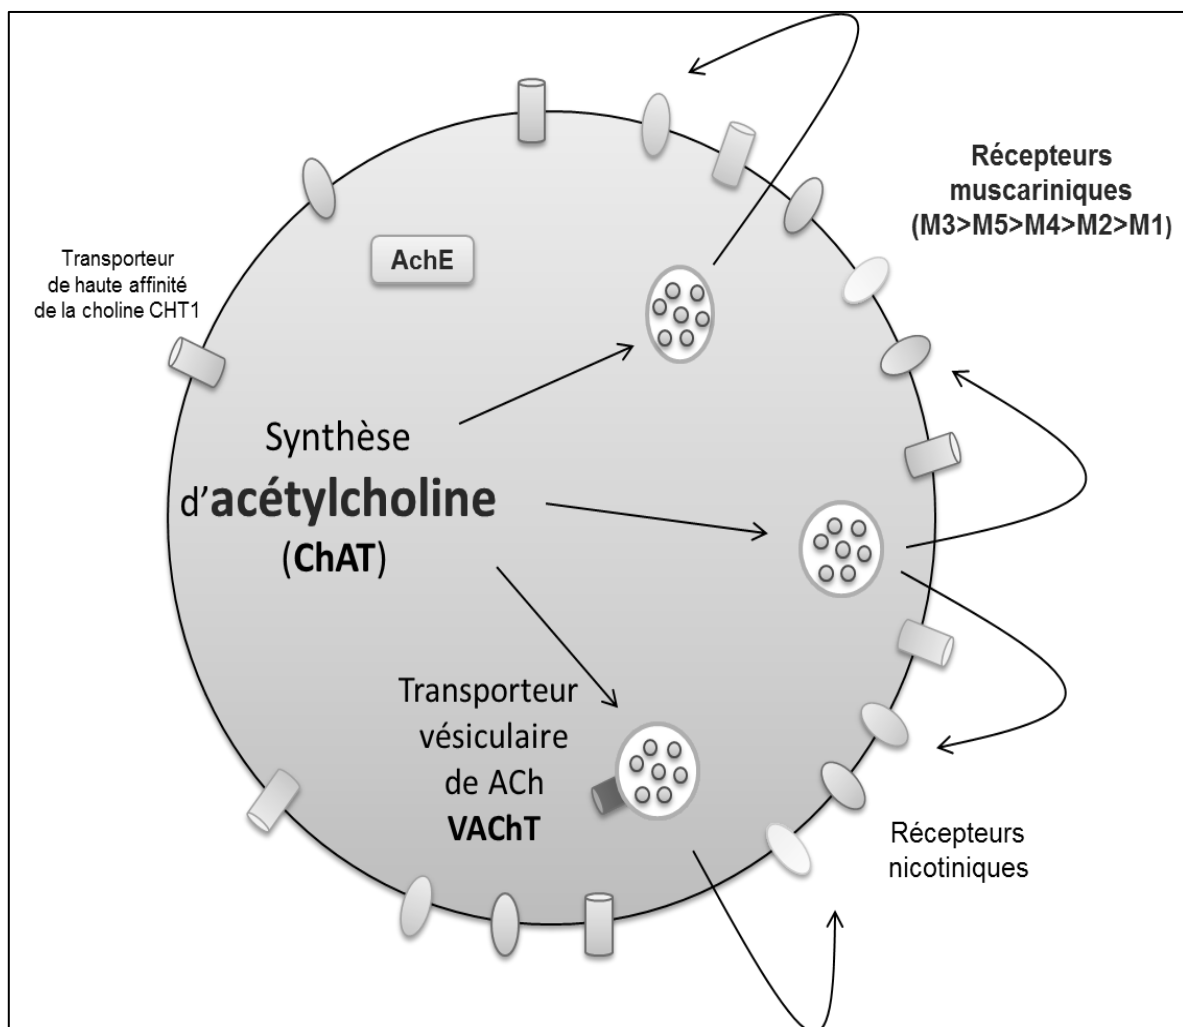 Récepteurs
muscariniques
(M3>M5>M4>M2>M1)
AchE
Transporteur
de haute affinité
de la choline CHT1
Synthèse
d'acétylcholine
(ChAT)
Transporteur
vésiculaire
de ACh
VAChT
Récepteurs
nicotiniques